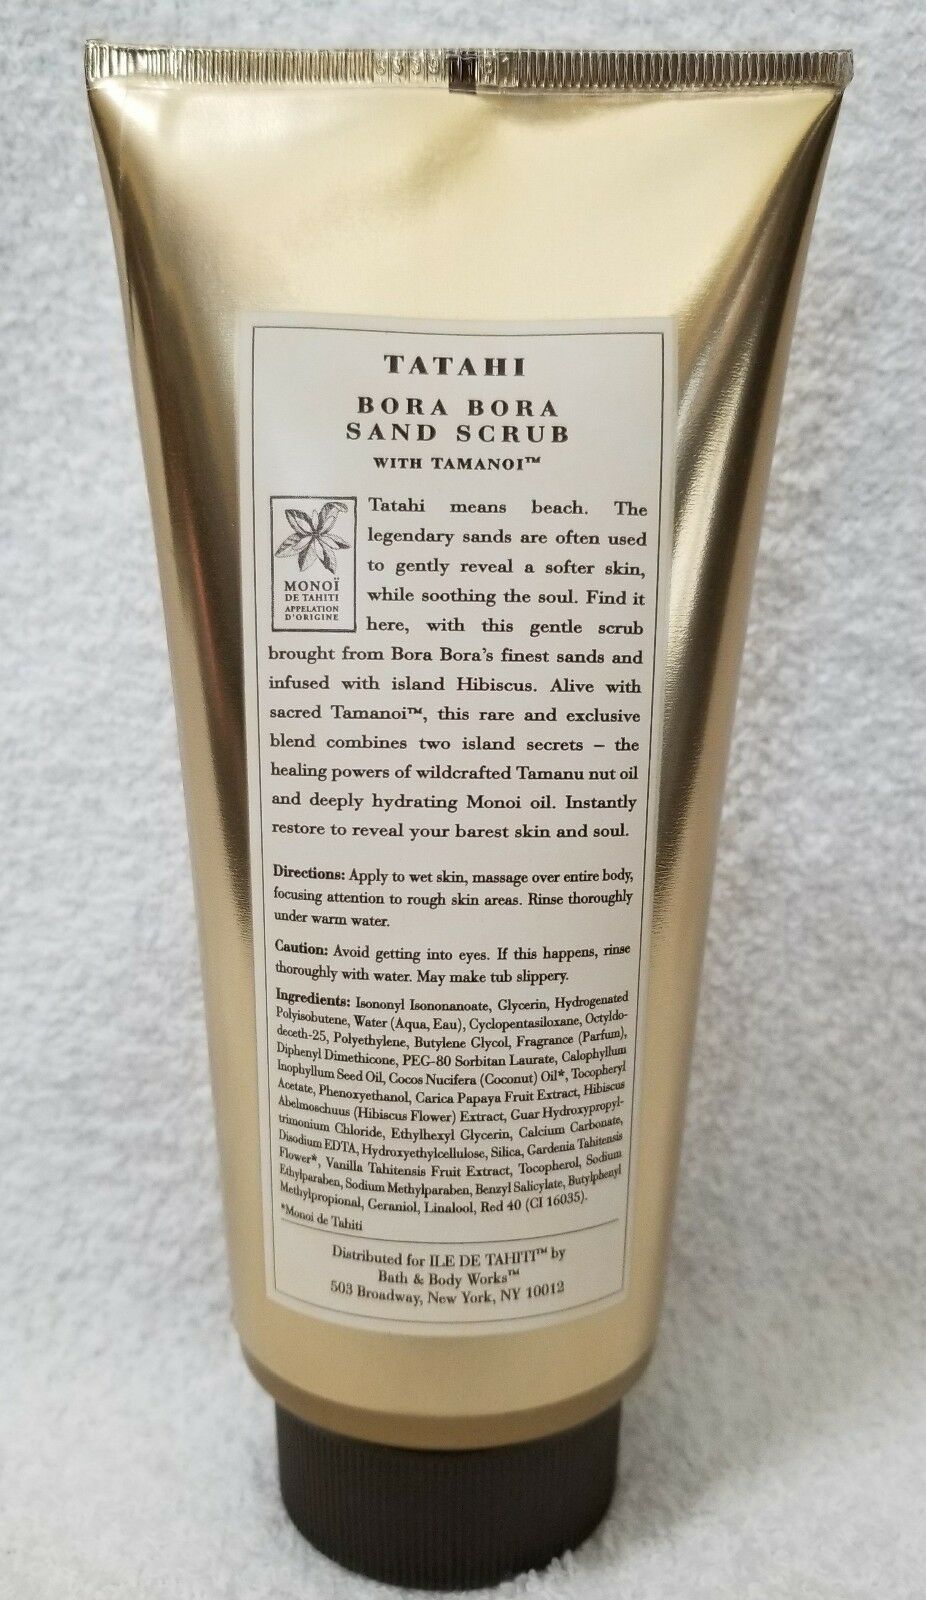 TATAHI
BORA BORA
SAND SCRUB
WITH TAMANOI™
MONOÏ
DE TAHITI
APPELATION
D'ORIGINE
Tatahi means beach. The
legendary sands are often used
to gently reveal a softer skin,
while soothing the soul. Find it
here, with this gentle scrub
brought from Bora Bora's finest sands and
infused with island Hibiscus. Alive with
sacred Tamanoi™, this rare and exclusive
blend combines two island secrets – the
healing powers of wildcrafted Tamanu nut oil
and deeply hydrating Monoi oil. Instantly
restore to reveal your barest skin and soul.
Directions: Apply to wet skin, massage over entire body,
focusing attention to rough skin areas. Rinse thoroughly
under warm water.
Caution: Avoid getting into eyes. If this happens, rinse
thoroughly with water. May make tub slippery.
Ingredients: Isononyl Isononanoate, Glycerin, Hydrogenated
Polyisobutene, Water (Aqua, Eau), Cyclopentasiloxane, Octyldo-
deceth-25, Polyethylene, Butylene Glycol, Fragrance (Parfum),
Diphenyl Dimethicone, PEG-80 Sorbitan Laurate, Calophyllum
Inophyllum Seed Oil, Cocos Nucifera (Coconut) Oil*, Tocopheryl
Acetate, Phenoxyethanol, Carica Papaya Fruit Extract, Hibiscus
Abelmoschuus (Hibiscus Flower) Extract, Guar Hydroxypropyl-
trimonium Chloride, Ethylhexyl Glycerin, Calcium Carbonate,
Disodium EDTA, Hydroxyethylcellulose, Silica, Gardenia Tahitensis
Flower*, Vanilla Tahitensis Fruit Extract, Tocopherol, Sodium
Ethylparaben, Sodium Methylparaben, Benzyl Salicylate, Butylphenyl
Methylpropional, Geraniol, Linalool, Red 40 (CI 16035).
*Monoi de Tahiti
Distributed for ILE DE TAHITI™ by
Bath & Body Works™
503 Broadway, New York, NY 10012